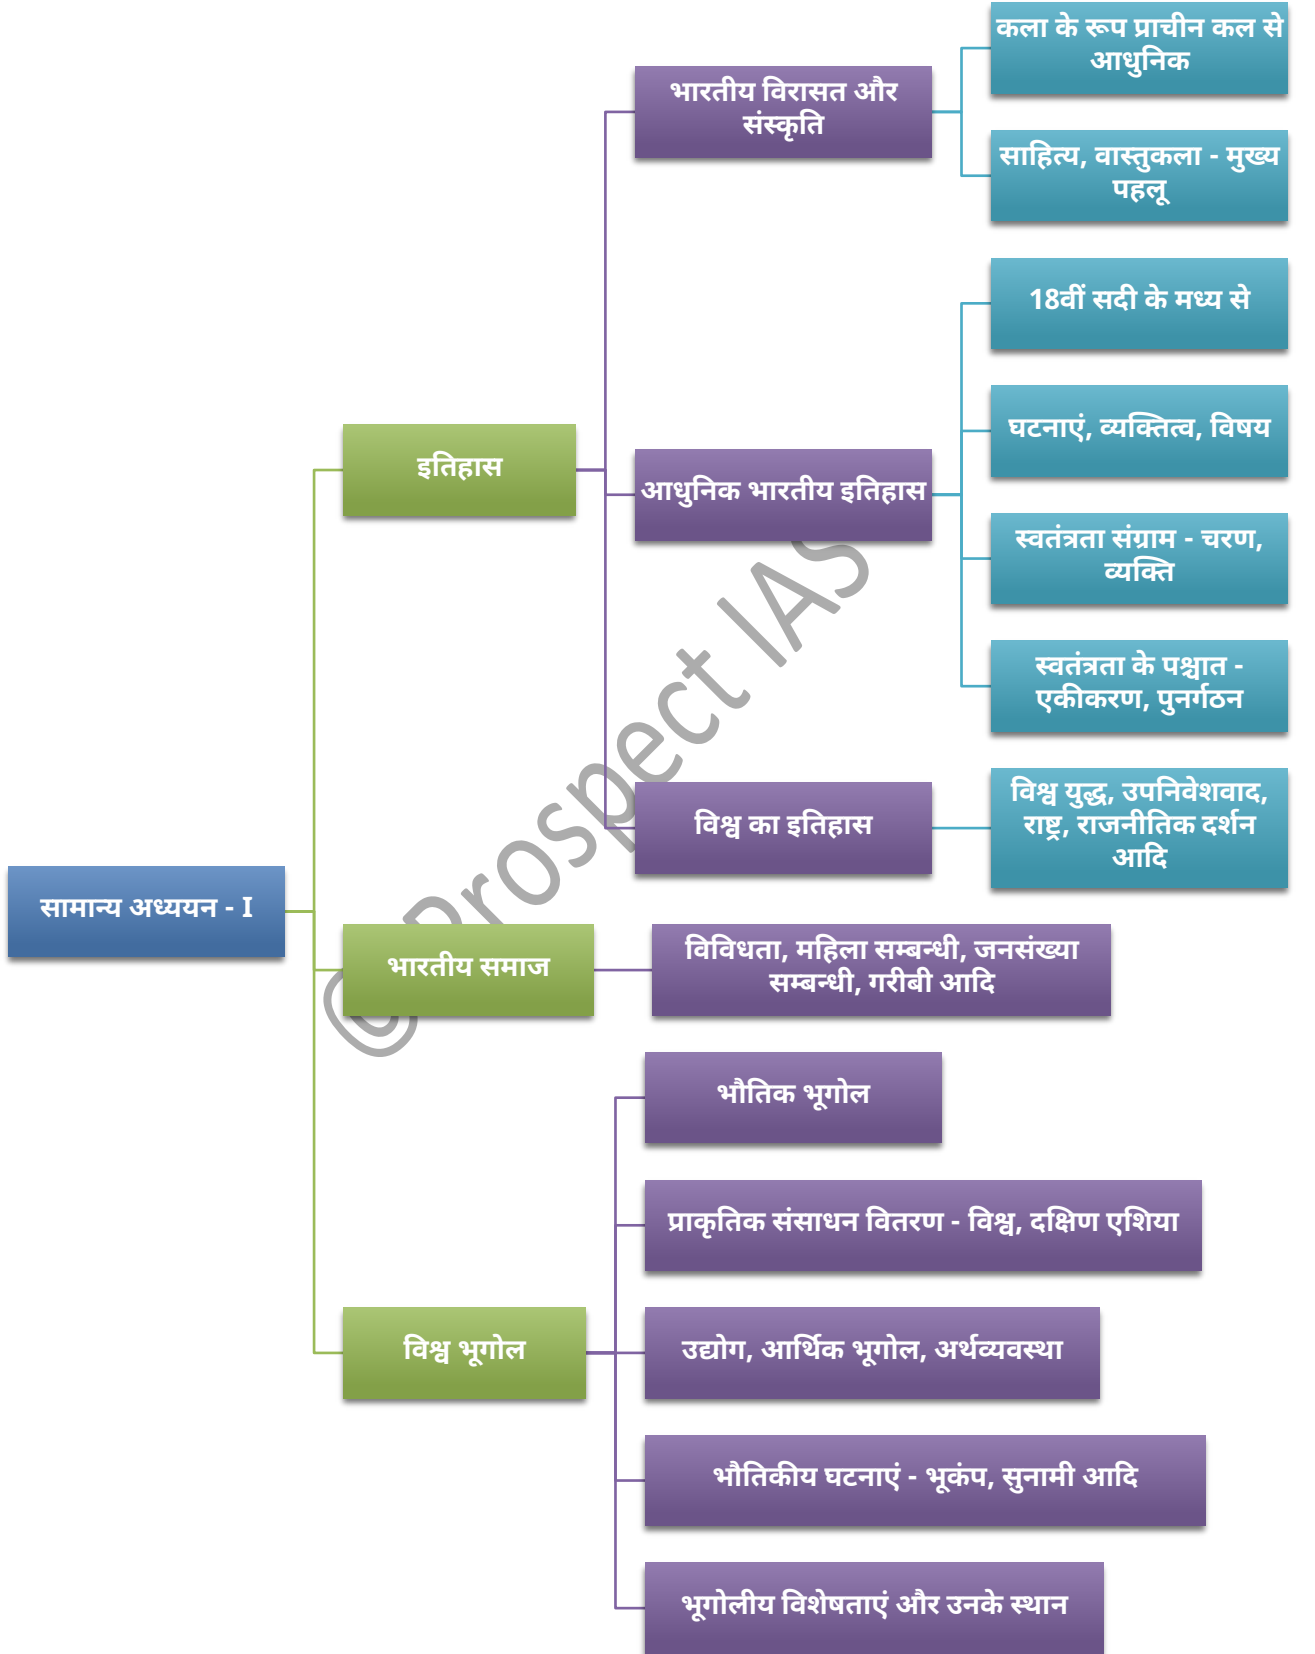 कला के रूप प्राचीन कल से
आधुनिक
भारतीय विरासत और
संस्कृति
साहित्य, वास्तुकला - मुख्य
पहलू
18वीं सदी के मध्य से
घटनाएं, व्यक्तित्व, विषय
इतिहास
आधुनिक भारतीय इतिहास
स्वतंत्रता संग्राम - चरण,
व्यक्ति
स्वतंत्रता के पश्चात -
एकीकरण, पुनर्गठन
विश्व का इतिहास
विश्व युद्ध, उपनिवेशवाद,
राष्ट्र, राजनीतिक दर्शन
आदि
सामान्य अध्ययन - I
भारतीय समाज
विविधता, महिला सम्बन्धी, जनसंख्या
सम्बन्धी, गरीबी आदि
भौतिक भूगोल
प्राकृतिक संसाधन वितरण - विश्व, दक्षिण एशिया
विश्व भूगोल
उद्योग, आर्थिक भूगोल, अर्थव्यवस्था
भौतिकीय घटनाएं - भूकंप, सुनामी आदि
भूगोलीय विशेषताएं और उनके स्थान
© Prospect IAS